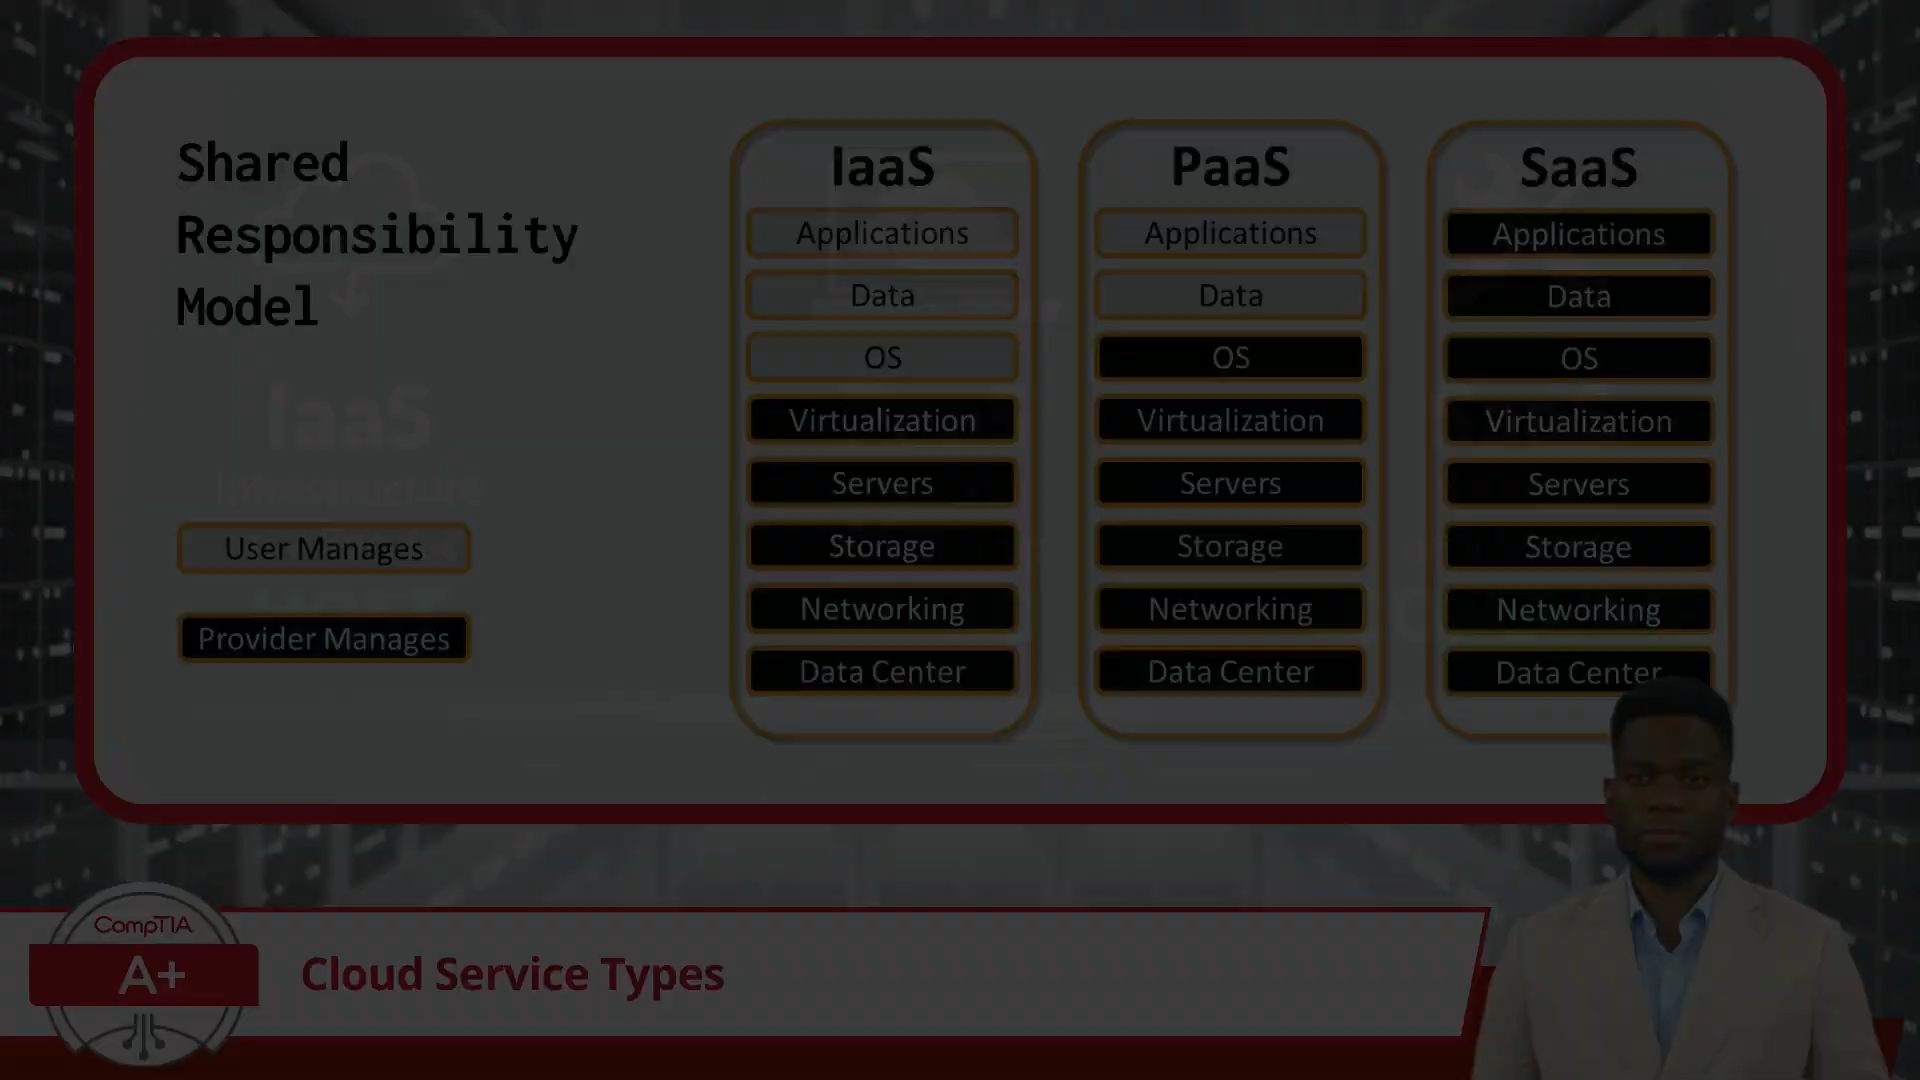 Shared
Responsibility
Model
IaaS
Infrastructure
User Manages
Provider Manages
IaaS
Applications
Data
OS
Virtualization
Servers
Storage
Networking
Data Center
PaaS
Applications
Data
OS
Virtualization
Servers
Storage
Networking
Data Center
SaaS
Applications
Data
OS
Virtualization
Servers
Storage
Networking
Data Center
CompTIA
A+
Cloud Service Types